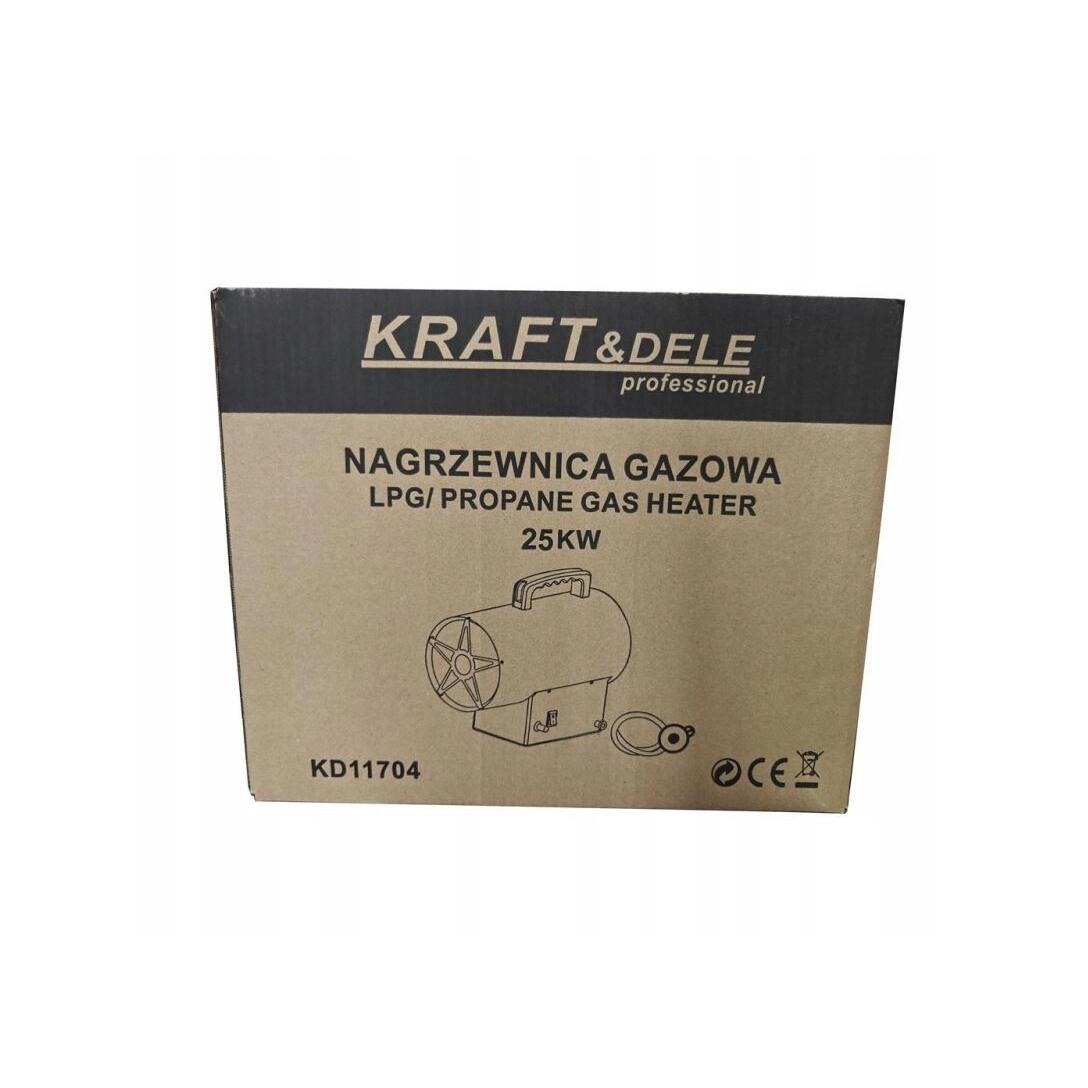 KRAFT&DELE
professional
NAGRZEWNICA GAZOWA
LPG/ PROPANE GAS HEATER
25KW
KD11704
CE